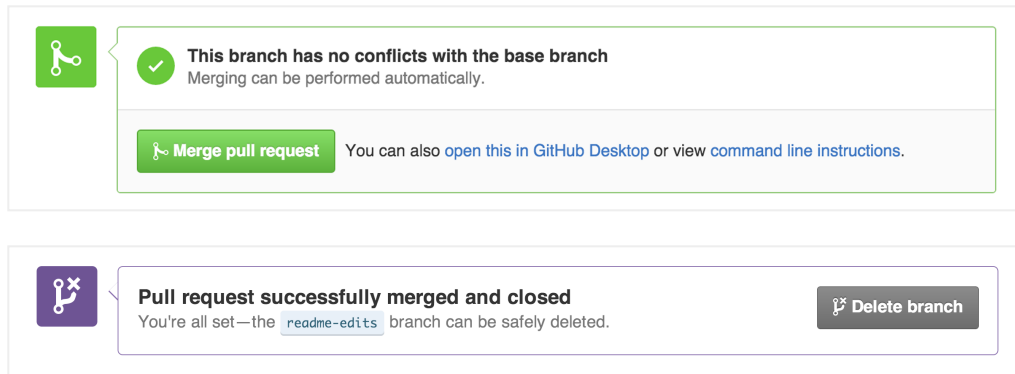 This branch has no conflicts with the base branch
Merging can be performed automatically.
Merge pull request You can also open this in GitHub Desktop or view command line instructions.
Pull request successfully merged and closed
You're all set—the readme-edits branch can be safely deleted.
Delete branch